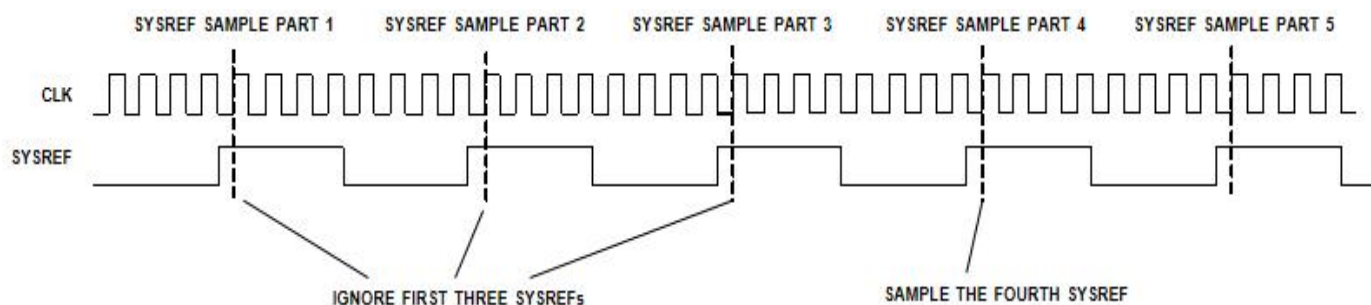 SYSREF SAMPLE PART 1
SYSREF SAMPLE PART 2
SYSREF SAMPLE PART 3
SYSREF SAMPLE PART 4
SYSREF SAMPLE PART 5
CLK
SYSREF
IGNORE FIRST THREE SYSREFs
SAMPLE THE FOURTH SYSREF